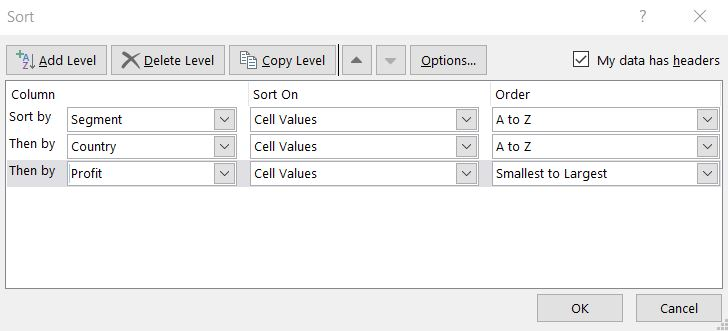 Sort ?
Add Level Delete Level Copy Level Options... My data has headers
Column Sort On Order
Sort by Segment Cell Values A to Z
Then by Country Cell Values A to Z
Then by Profit Cell Values Smallest to Largest
OK Cancel